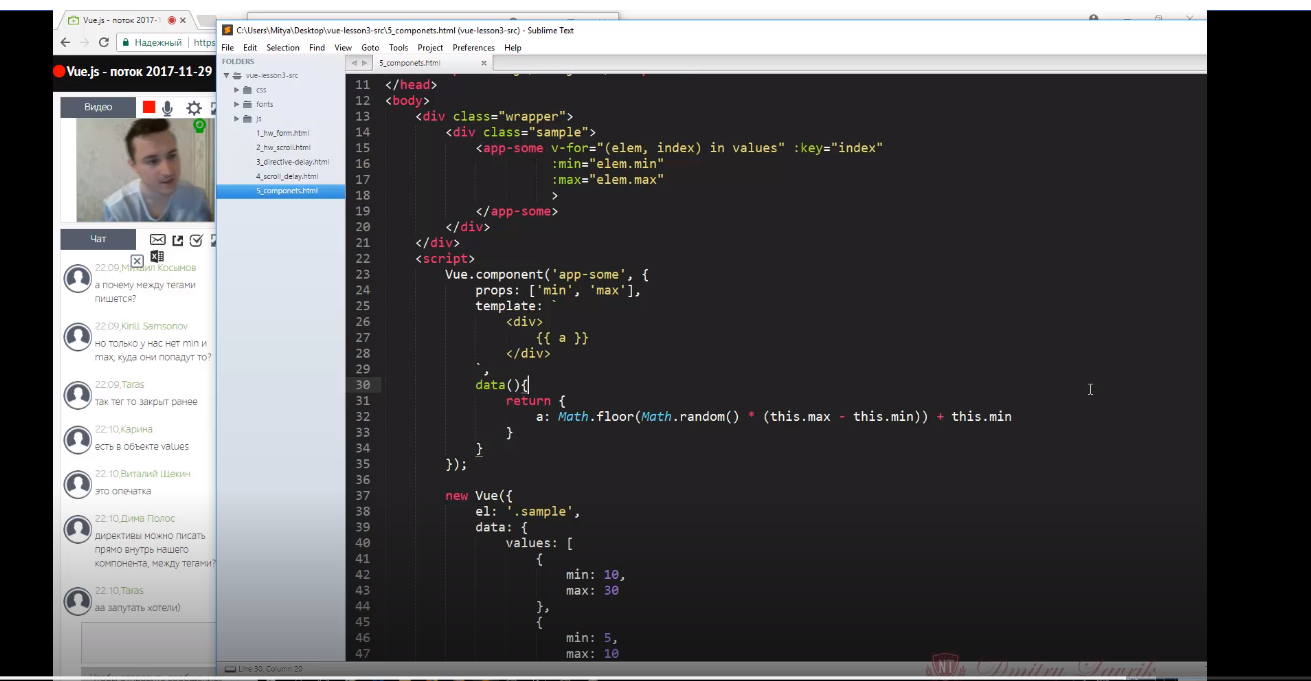 Vue.js - поток 2017-1
Надежный
https
Vue.js - поток 2017-11-29
Видео
Чат
22:09, Михаил Косымов
а почему между тегами
пишется?
22:09, Kirill Samsonov
но только у нас нет min и
max, куда они попадут то?
22:09, Taras
так тег то закрыт ранее
22:10, Карина
есть в объекте values
22:10, Виталий Щекин
это опечатка
22:10, Дима Полос
директивы можно писать
прямо внутрь нашего
компонента, между тегами?
22:10, Taras
аа запутать хотели)
C:\Users\Mitya\Desktop\vue-lesson3-src\5_componets.html (vue-lesson3-src) - Sublime Text
File Edit Selection Find View Goto Tools Project Preferences Help
FOLDERS
vue-lesson3-src
css
fonts
js
1_hw_form.html
2_hw_scroll.html
3_directive-delay.html
4_scroll_delay.html
5_componets.html
5_componets.html
11 </head>
12 <body>
13 <div class="wrapper">
14 <div class="sample">
15 <app-some v-for="(elem, index) in values" :key="index"
16 :min="elem.min"
17 :max="elem.max"
18 >
19 </app-some>
20 </div>
21 </div>
22 <script>
23 Vue.component('app-some', {
24 props: ['min', 'max'],
25 template: `
26 <div>
27 {{ a }}
28 </div>
29 `,
30 data(){
31 return {
32 a: Math.floor(Math.random() * (this.max - this.min)) + this.min
33 }
34 }
35 });
36
37 new Vue({
38 el: '.sample',
39 data: {
40 values: [
41 {
42 min: 10,
43 max: 30
44 },
45 {
46 min: 5,
47 max: 10
Line 30, Column 20
NT Dmitry Lavrik